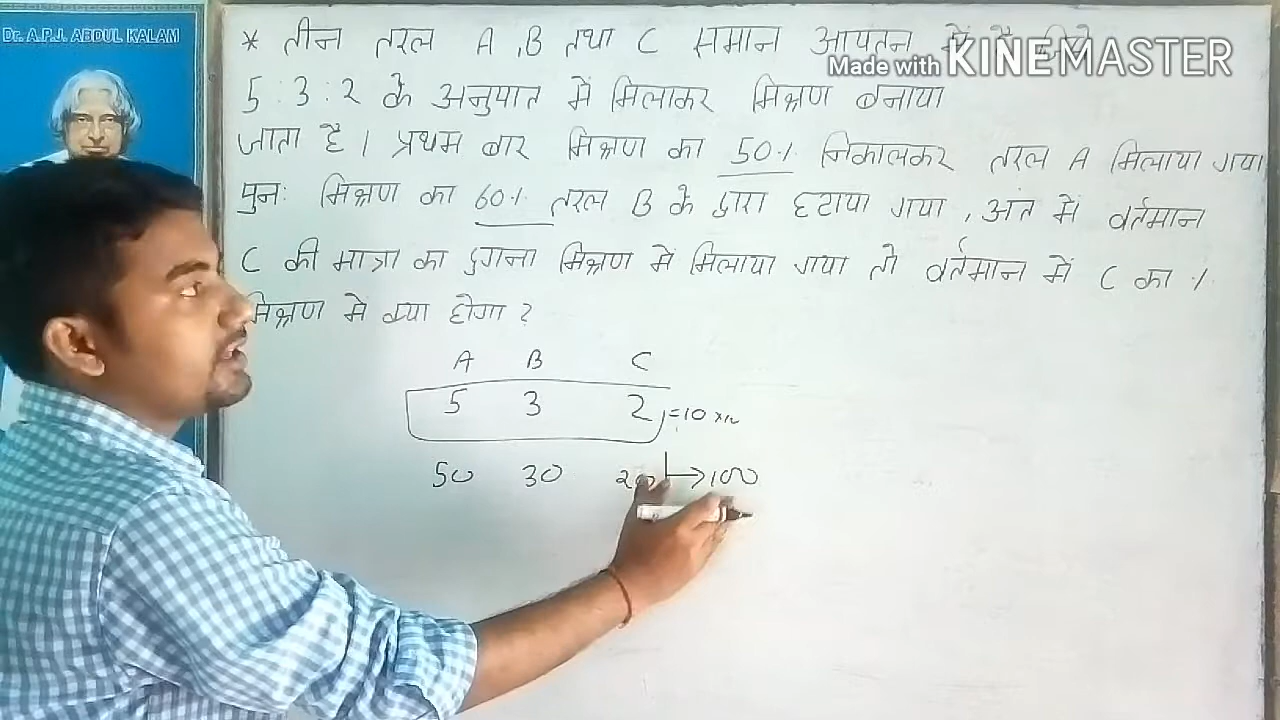 Dr. A.P.J. ABDUL KALAM
* तीन तरल A ,B तथा C समान आयतन में है
Made with KINEMASTER
5 : 3 : 2 के अनुपात में मिलाकर मिश्रण बनाया
जाता है । प्रथम बार मिश्रण का 50% निकालकर तरल A मिलाया गया
पुनः मिश्रण का 60% तरल B के द्वारा हटाया गया , अंत में वर्तमान
C की मात्रा का दुगना मिश्रण में मिलाया गया तो वर्तमान में C का %
मिश्रण में क्या होगा ?
A B C
5 3 2 =10
50 30 20 →100